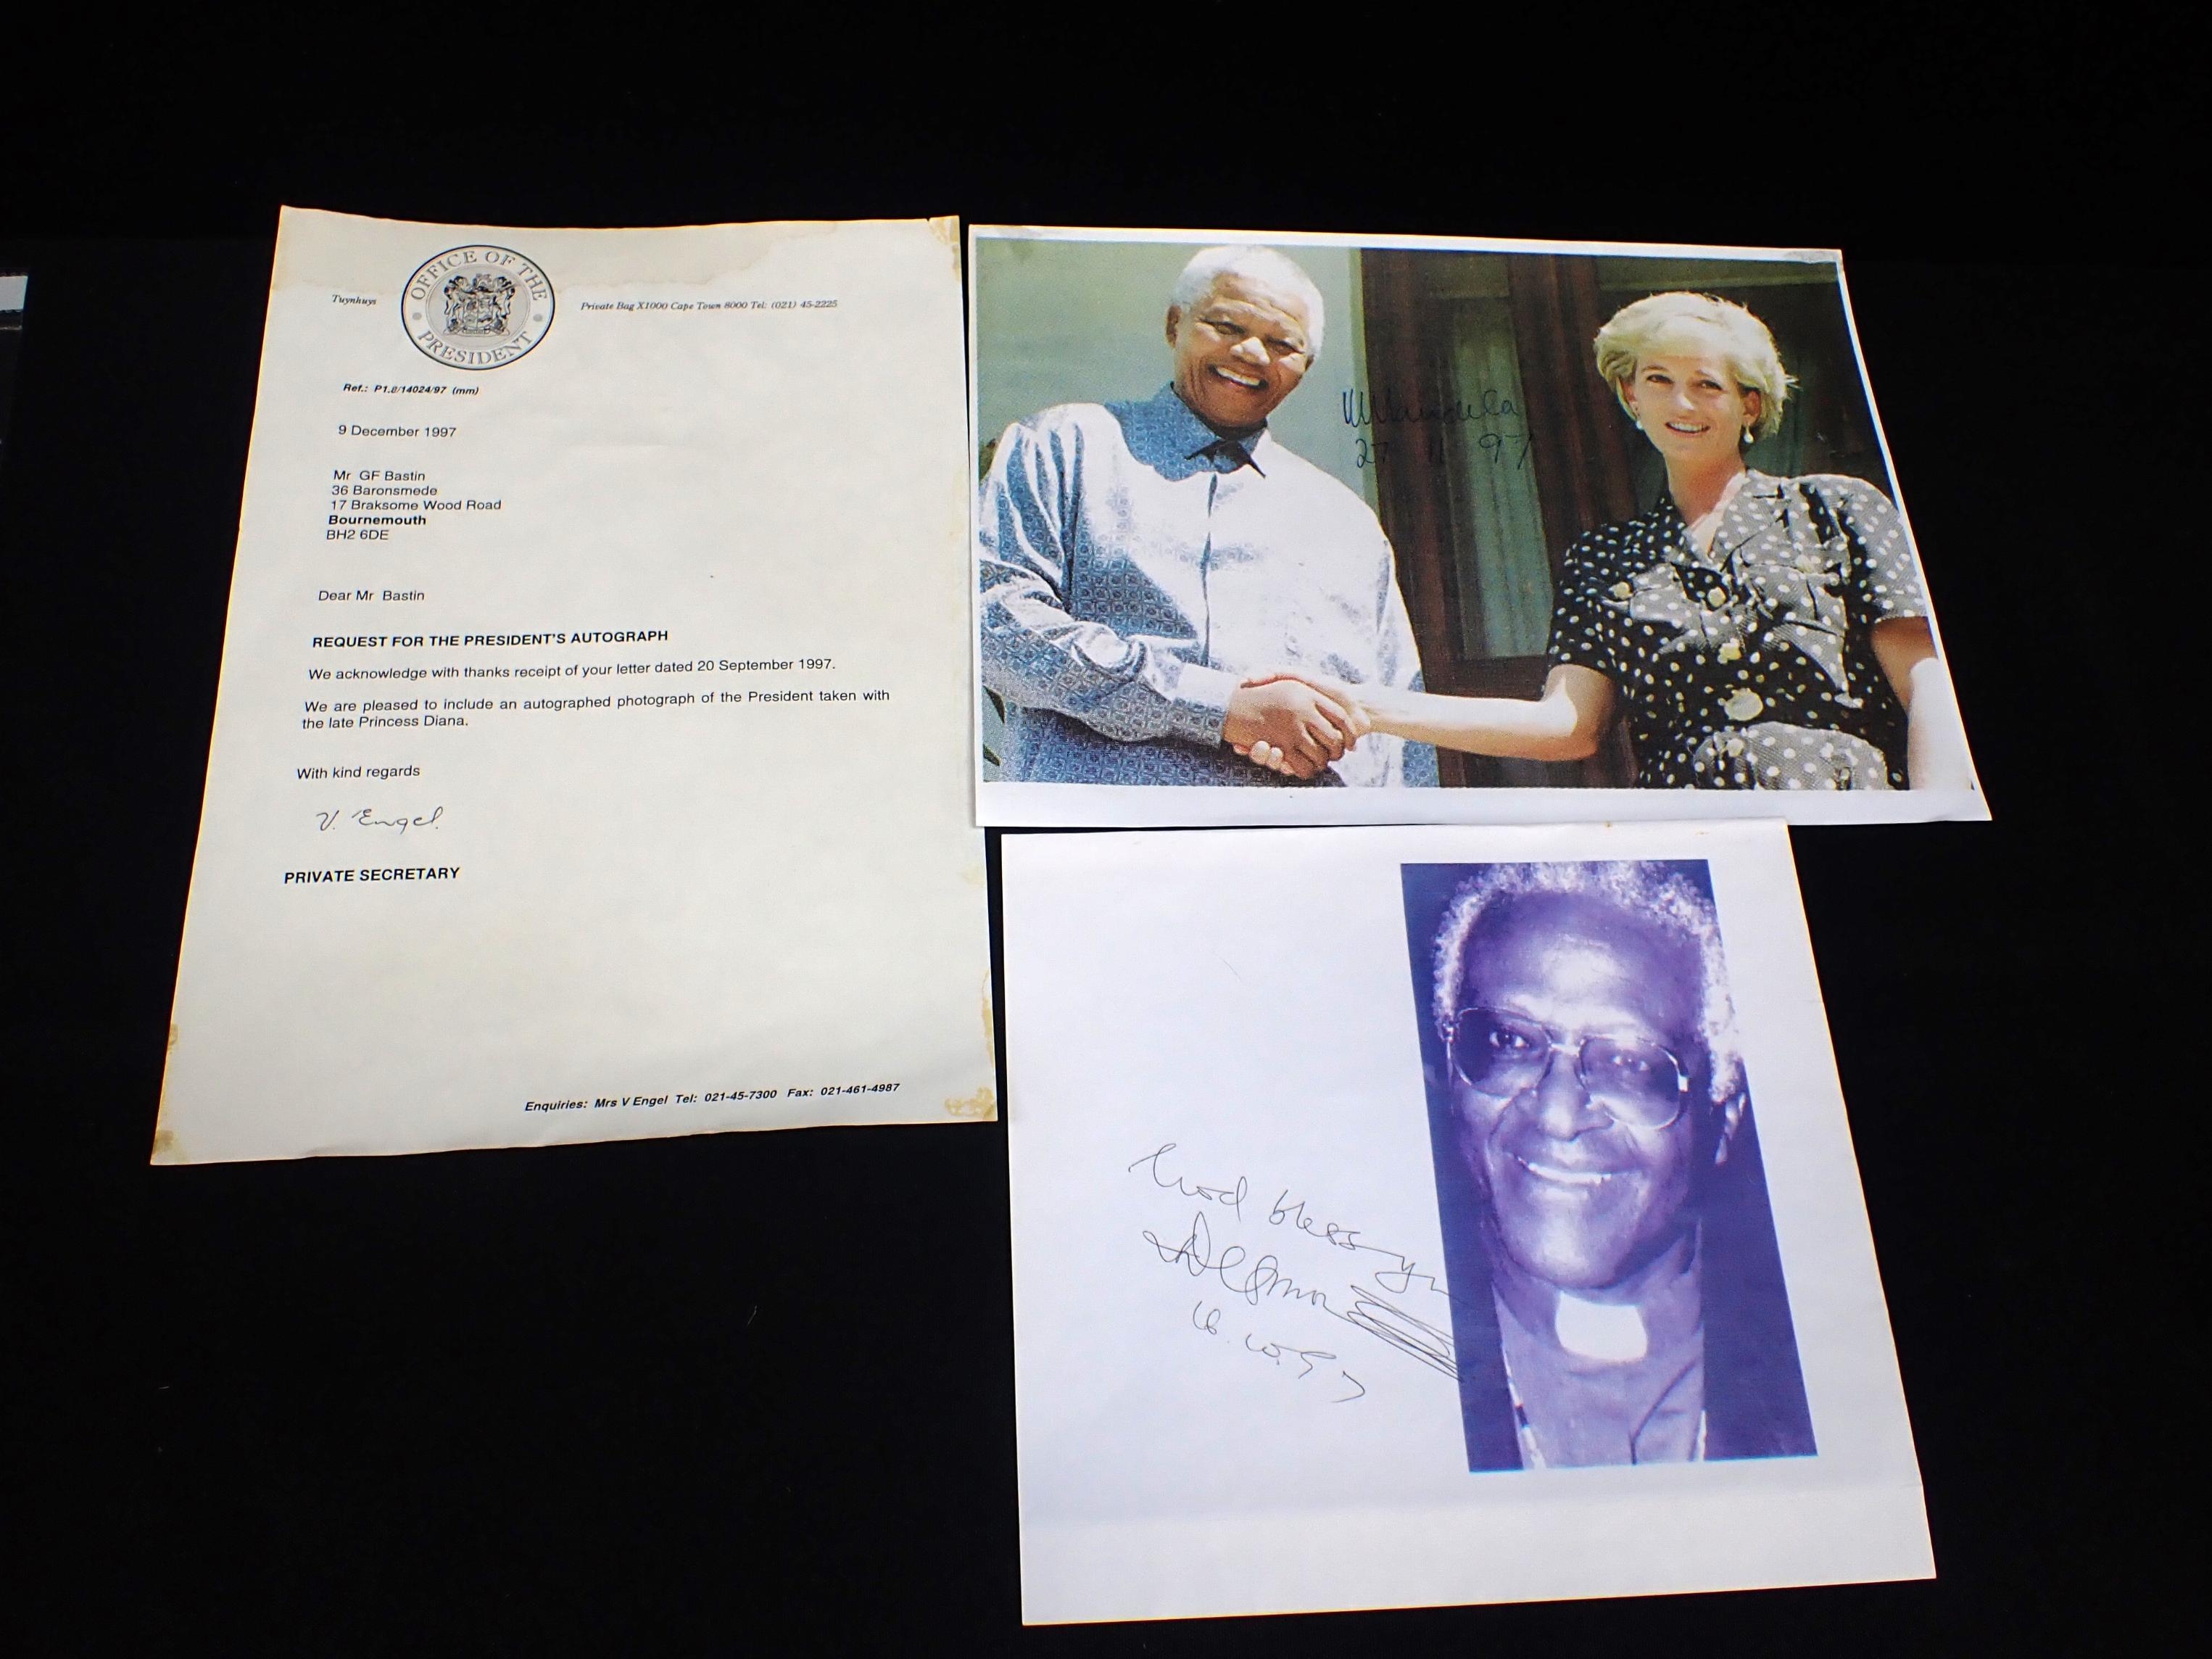 OFFICE OF THE PRESIDENT
Tuynhuys
Private Bag X1000 Cape Town 8000 Tel: (021) 45-2225
Ref.: P1.8/14024/97 (mm)
9 December 1997
Mr GF Bastin
36 Baronsmede
17 Braksome Wood Road
Bournemouth
BH2 6DE
Dear Mr Bastin
REQUEST FOR THE PRESIDENT'S AUTOGRAPH
We acknowledge with thanks receipt of your letter dated 20 September 1997.
We are pleased to include an autographed photograph of the President taken with
the late Princess Diana.
With kind regards
V. Engel.
PRIVATE SECRETARY
Enquiries: Mrs V Engel Tel: 021-45-7300 Fax: 021-461-4987
NMandela
27 11 97
God bless you
Desmond